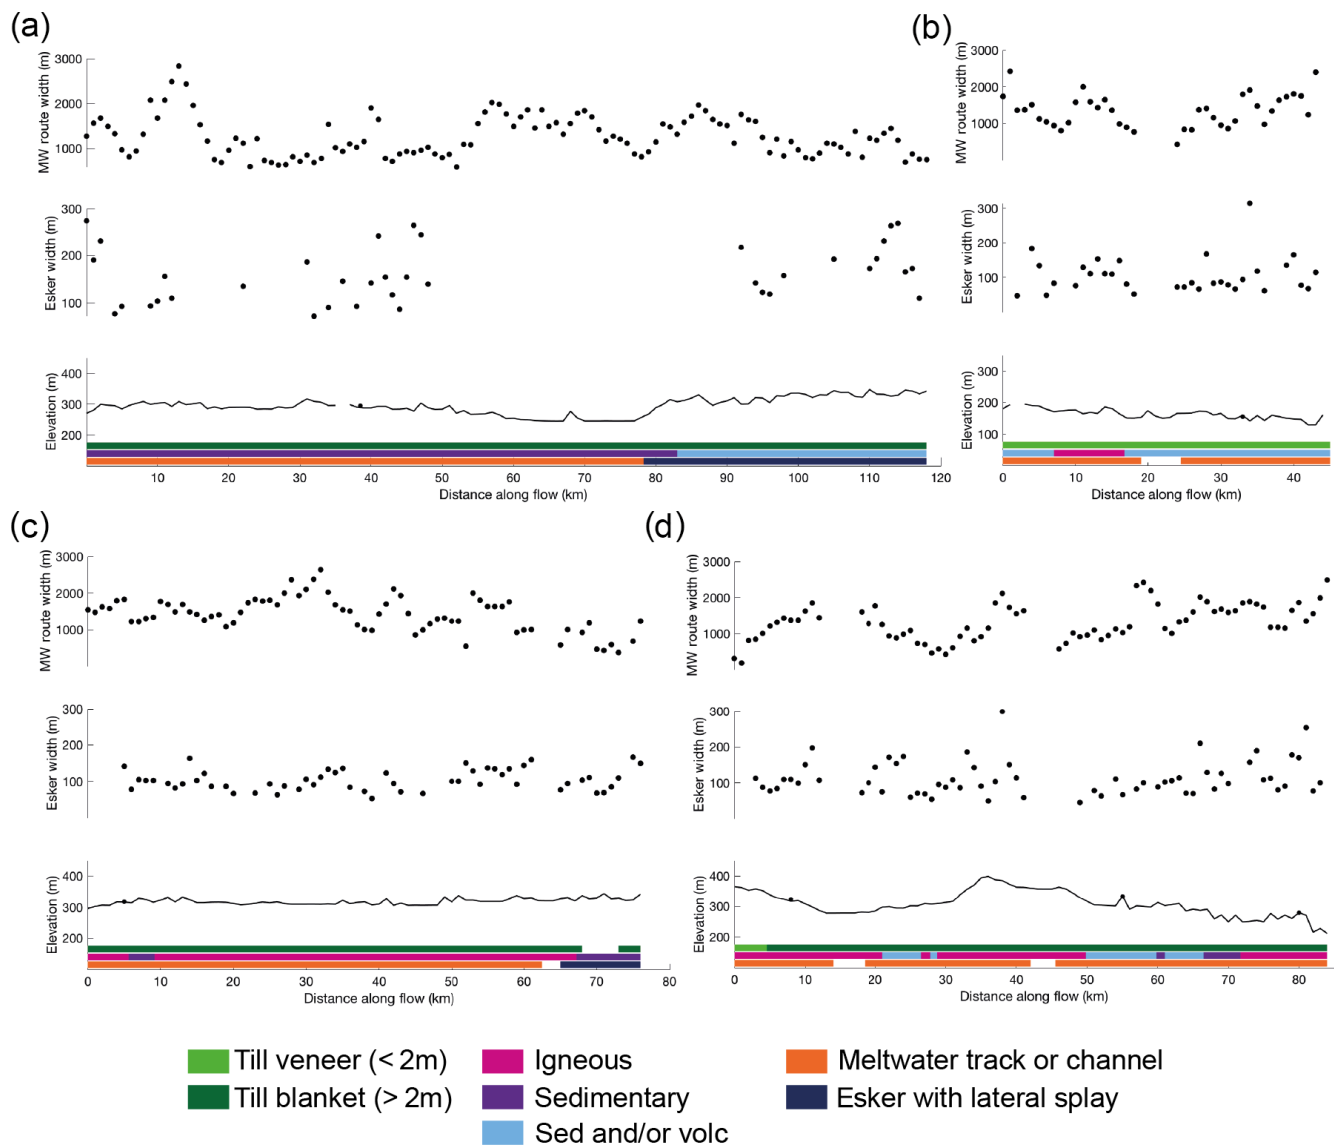 (a)
MW route width (m)
3000
2000
1000
Esker width (m)
300
200
100
Elevation (m)
400
300
200
10 20 30 40 50 60 70 80 90 100 110 120
Distance along flow (km)
(b)
MW route width (m)
3000
2000
1000
Esker width (m)
300
200
100
Elevation (m)
300
200
100
0 10 20 30 40
Distance along flow (km)
(c)
MW route width (m)
3000
2000
1000
Esker width (m)
300
200
100
Elevation (m)
400
300
200
0 10 20 30 40 50 60 70 80
Distance along flow (km)
(d)
MW route width (m)
3000
2000
1000
0
Esker width (m)
300
200
100
0
Elevation (m)
400
300
200
0 10 20 30 40 50 60 70 80
Distance along flow (km)
Till veneer (< 2m)
Till blanket (> 2m)
Igneous
Sedimentary
Sed and/or volc
Meltwater track or channel
Esker with lateral splay